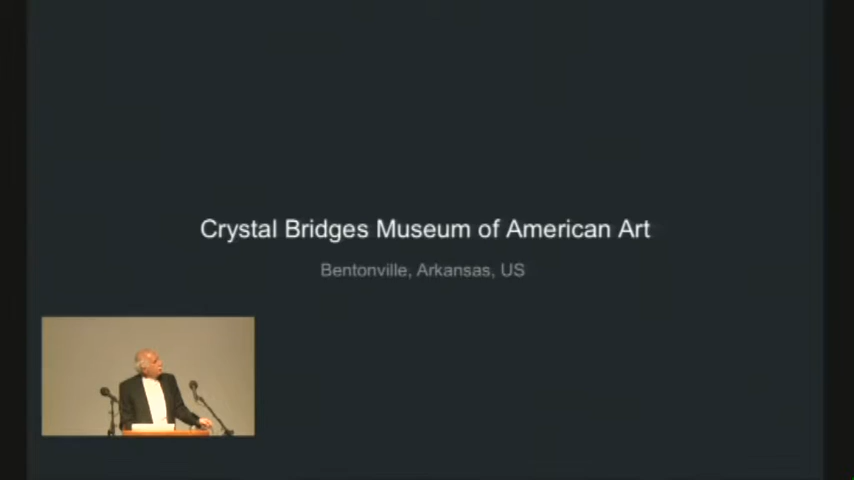 Crystal Bridges Museum of American Art
Bentonville, Arkansas, US